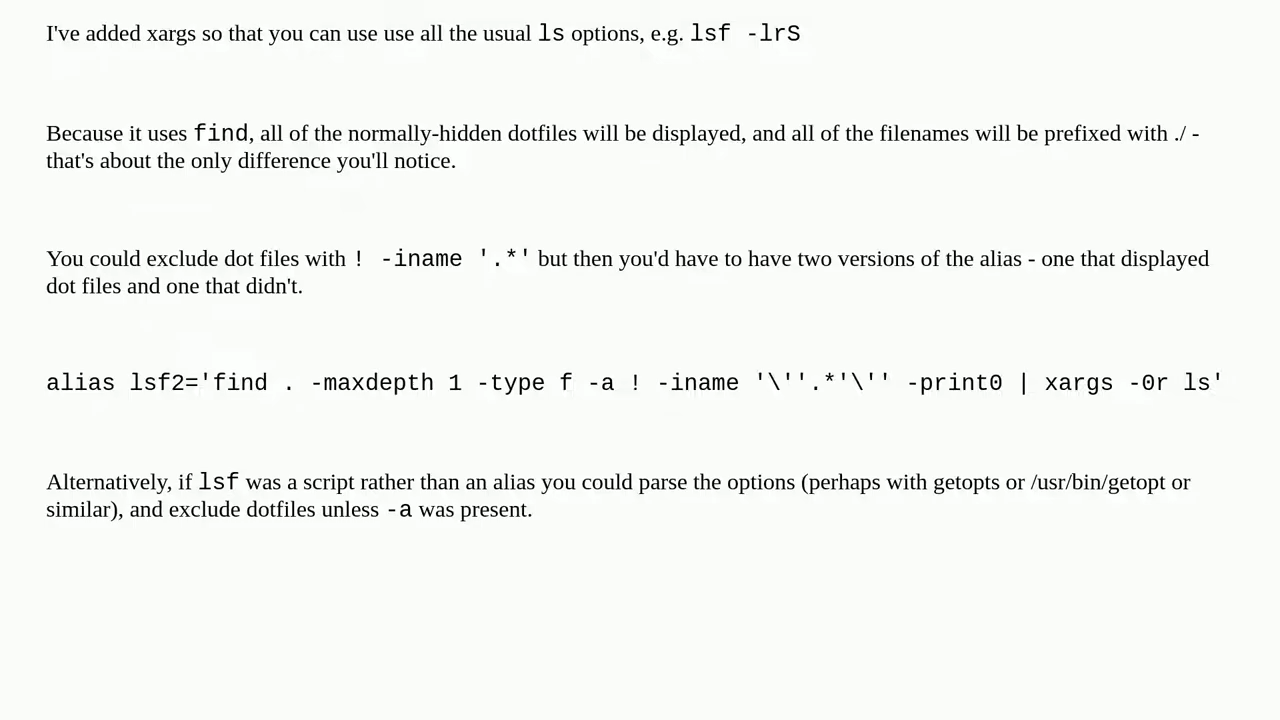 I've added xargs so that you can use use all the usual ls options, e.g. lsf -lrS
Because it uses find, all of the normally-hidden dotfiles will be displayed, and all of the filenames will be prefixed with ./ -
that's about the only difference you'll notice.
You could exclude dot files with ! -iname '.*' but then you'd have to have two versions of the alias - one that displayed
dot files and one that didn't.
alias lsf2='find . -maxdepth 1 -type f -a ! -iname '\''.*'\'' -print0 | xargs -0r ls'
Alternatively, if lsf was a script rather than an alias you could parse the options (perhaps with getopts or /usr/bin/getopt or
similar), and exclude dotfiles unless -a was present.